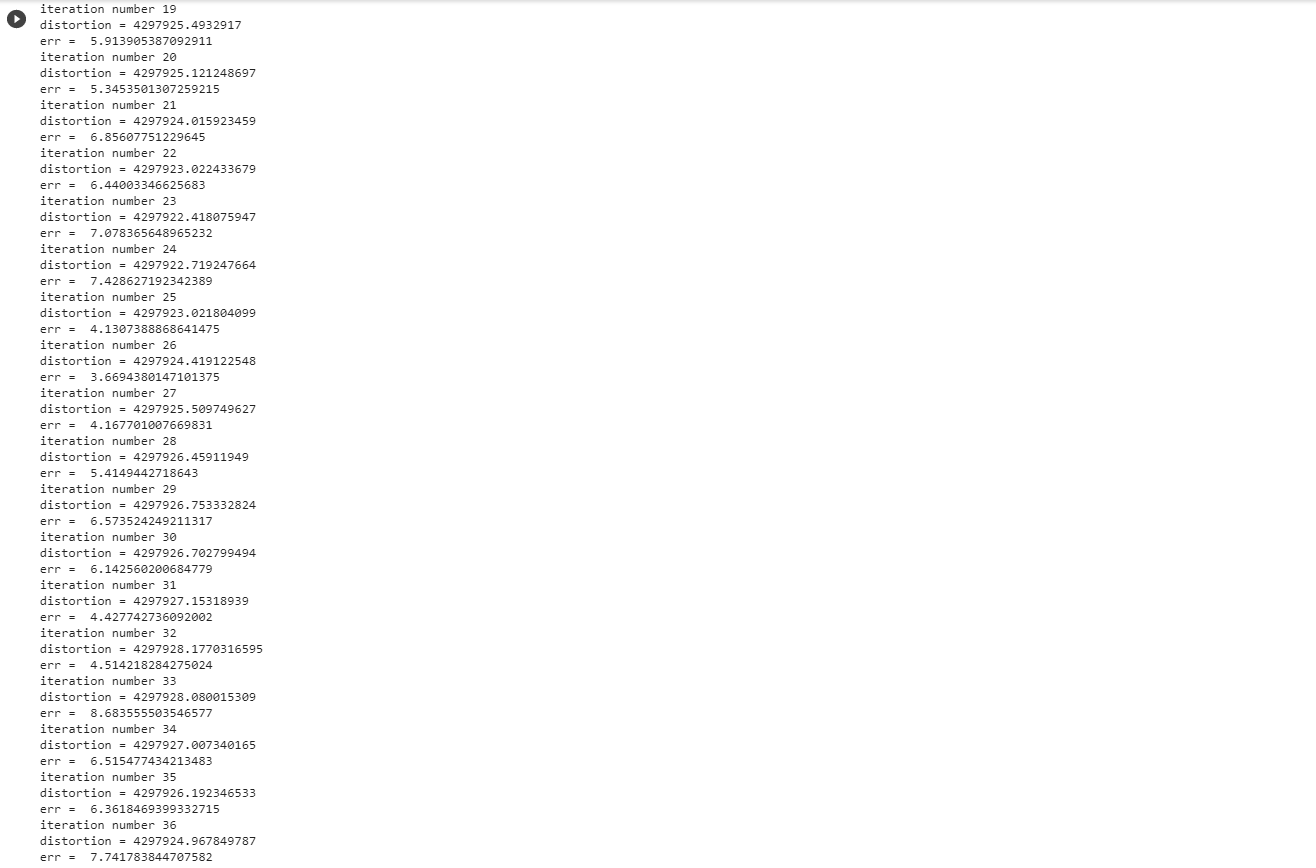 iteration number 19
distortion = 4297925.4932917
err =  5.913905387092911
iteration number 20
distortion = 4297925.121248697
err =  5.3453501307259215
iteration number 21
distortion = 4297924.015923459
err =  6.85607751229645
iteration number 22
distortion = 4297923.022433679
err =  6.44003346625683
iteration number 23
distortion = 4297922.418075947
err =  7.078365648965232
iteration number 24
distortion = 4297922.719247664
err =  7.428627192342389
iteration number 25
distortion = 4297923.021804099
err =  4.1307388868641475
iteration number 26
distortion = 4297924.419122548
err =  3.6694380147101375
iteration number 27
distortion = 4297925.509749627
err =  4.167701007669831
iteration number 28
distortion = 4297926.45911949
err =  5.4149442718643
iteration number 29
distortion = 4297926.753332824
err =  6.573524249211317
iteration number 30
distortion = 4297926.702799494
err =  6.142560200684779
iteration number 31
distortion = 4297927.15318939
err =  4.427742736092002
iteration number 32
distortion = 4297928.1770316595
err =  4.514218284275024
iteration number 33
distortion = 4297928.080015309
err =  8.683555503546577
iteration number 34
distortion = 4297927.007340165
err =  6.515477434213483
iteration number 35
distortion = 4297926.192346533
err =  6.3618469399332715
iteration number 36
distortion = 4297924.967849787
err =  7.741783844707582